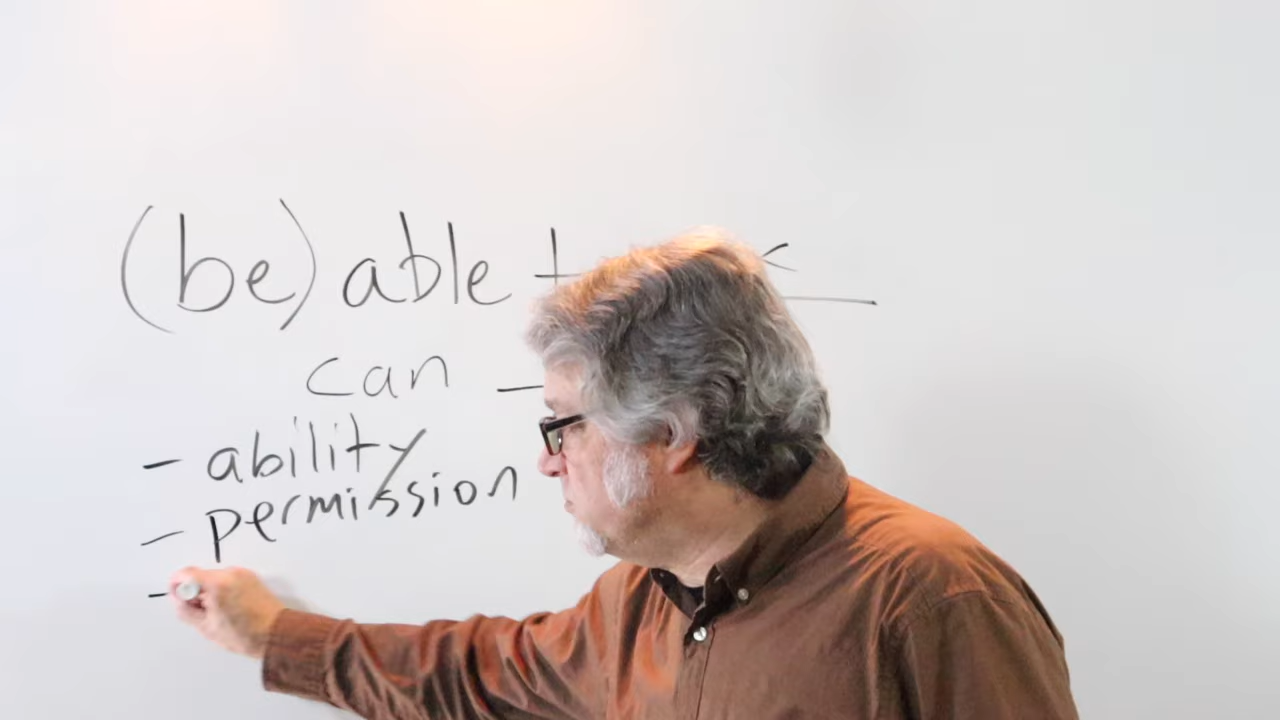 (be) able t
can -
- ability
- permission
-